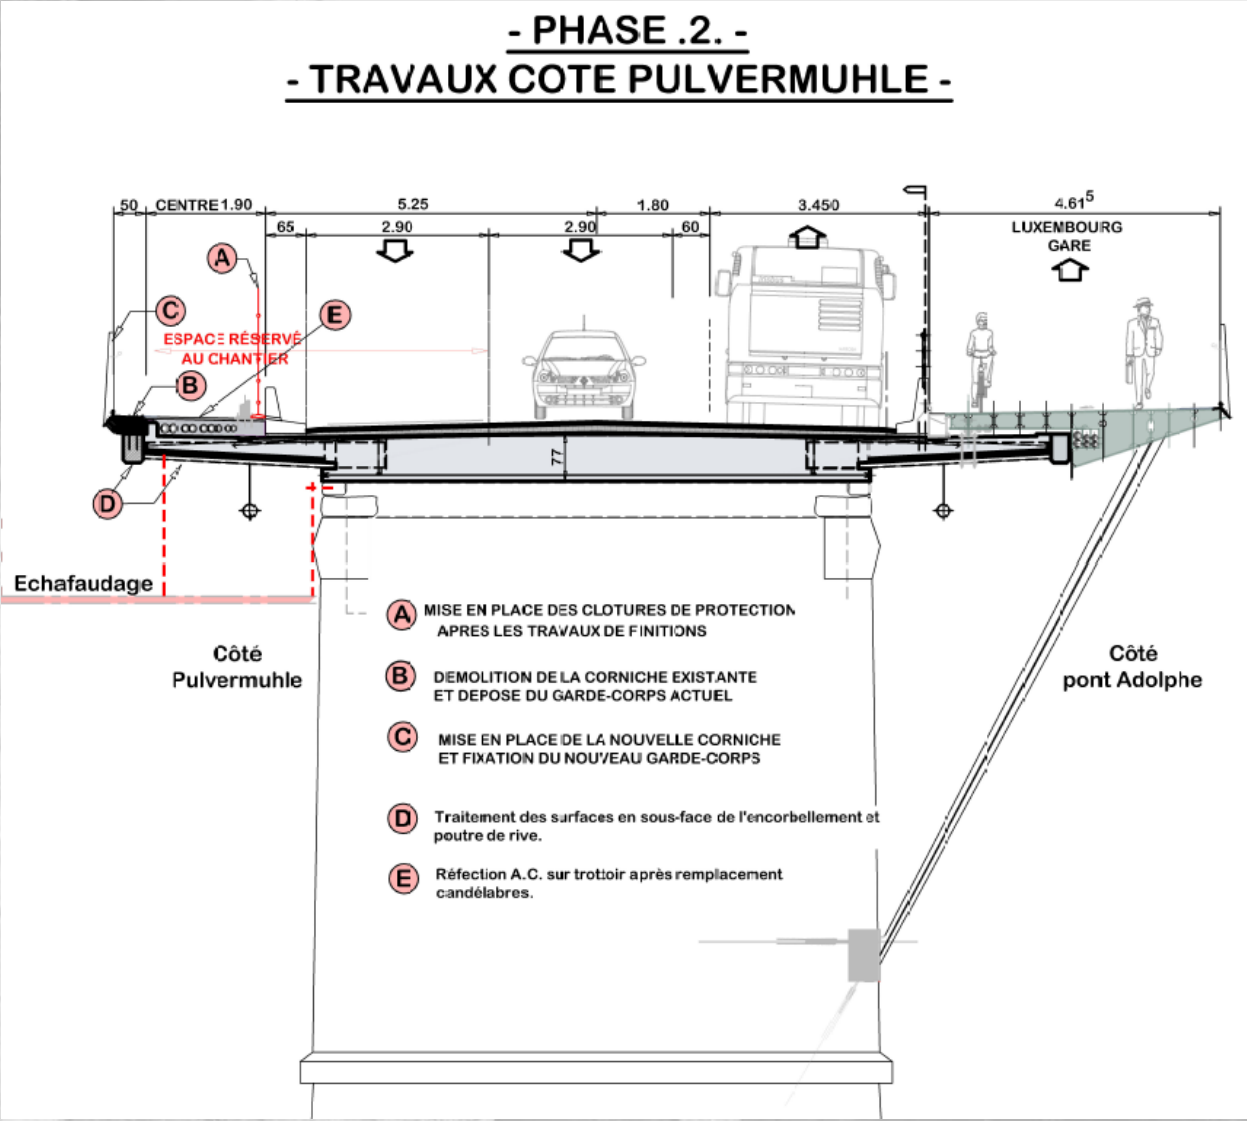 - PHASE .2. -
- TRAVAUX COTE PULVERMUHLE -
50 CENTRE 1.90 5.25 1.80 3.450 4.61⁵
65 2.90 2.90 60
LUXEMBOURG
GARE
A
C
E
ESPACE RÉSERVÉ
AU CHANTIER
B
77
D
Echafaudage
Côté
Pulvermuhle
Côté
pont Adolphe
A MISE EN PLACE DES CLOTURES DE PROTECTION
APRES LES TRAVAUX DE FINITIONS
B DEMOLITION DE LA CORNICHE EXISTANTE
ET DEPOSE DU GARDE-CORPS ACTUEL
C MISE EN PLACE DE LA NOUVELLE CORNICHE
ET FIXATION DU NOUVEAU GARDE-CORPS
D Traitement des surfaces en sous-face de l'encorbellement et
poutre de rive.
E Réfection A.C. sur trottoir après remplacement
candélabres.